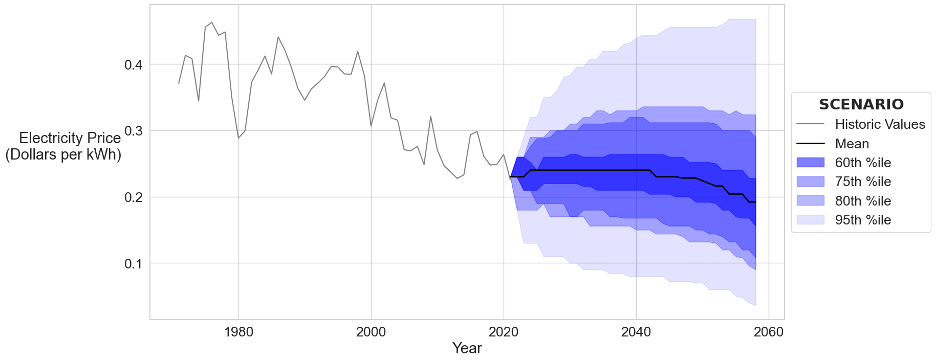 0.4
0.3
0.2
0.1
Electricity Price
(Dollars per kWh)
1980
2000
2020
2040
2060
Year
SCENARIO
Historic Values
Mean
60th %ile
75th %ile
80th %ile
95th %ile